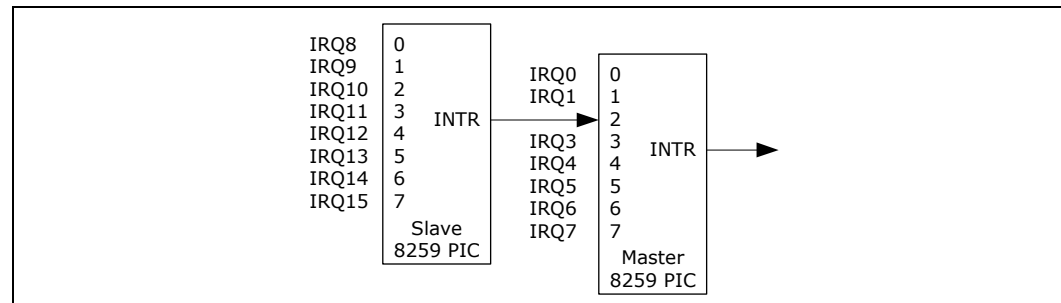 IRQ8 0
IRQ9 1
IRQ10 2
IRQ11 3
IRQ12 4
IRQ13 5
IRQ14 6
IRQ15 7
INTR
Slave
8259 PIC
IRQ0 0
IRQ1 1
2
IRQ3 3
IRQ4 4
IRQ5 5
IRQ6 6
IRQ7 7
INTR
Master
8259 PIC